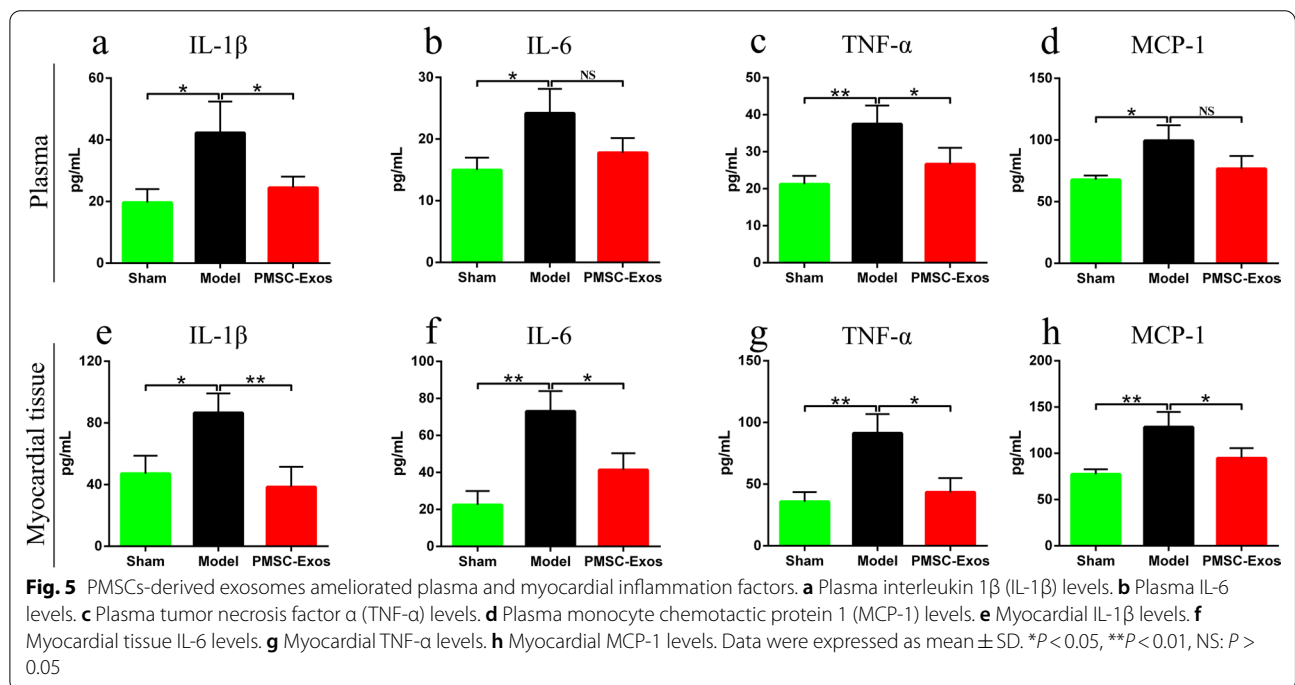 a IL-1β
b IL-6
c TNF-α
d MCP-1
Plasma
pg/mL
60
40
20
0
* *
Sham Model PMSC-Exos
pg/mL
30
20
10
0
* NS
Sham Model PMSC-Exos
pg/mL
50
40
30
20
10
0
** *
Sham Model PMSC-Exos
pg/mL
150
100
50
0
* NS
Sham Model PMSC-Exos
e IL-1β
f IL-6
g TNF-α
h MCP-1
Myocardial tissue
pg/mL
120
80
40
0
* **
Sham Model PMSC-Exos
pg/mL
100
80
60
40
20
0
** *
Sham Model PMSC-Exos
pg/mL
150
100
50
0
** *
Sham Model PMSC-Exos
pg/mL
200
150
100
50
0
** *
Sham Model PMSC-Exos
Fig. 5 PMSCs-derived exosomes ameliorated plasma and myocardial inflammation factors. a Plasma interleukin 1β (IL-1β) levels. b Plasma IL-6
levels. c Plasma tumor necrosis factor α (TNF-α) levels. d Plasma monocyte chemotactic protein 1 (MCP-1) levels. e Myocardial IL-1β levels. f
Myocardial tissue IL-6 levels. g Myocardial TNF-α levels. h Myocardial MCP-1 levels. Data were expressed as mean ± SD. *P < 0.05, **P < 0.01, NS: P >
0.05